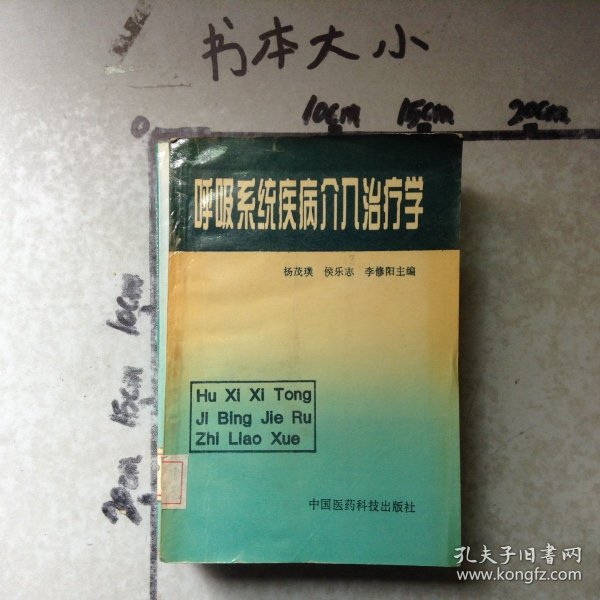 书本大小
10cm 15cm 20cm
0
呼吸系统疾病介入治疗学
杨茂璞 侯乐志 李修阳主编
10cm
15cm
20cm
Hu Xi Xi Tong
Ji Bing Jie Ru
Zhi Liao Xue
中国医药科技出版社
孔夫子旧书网
www.kongfz.com